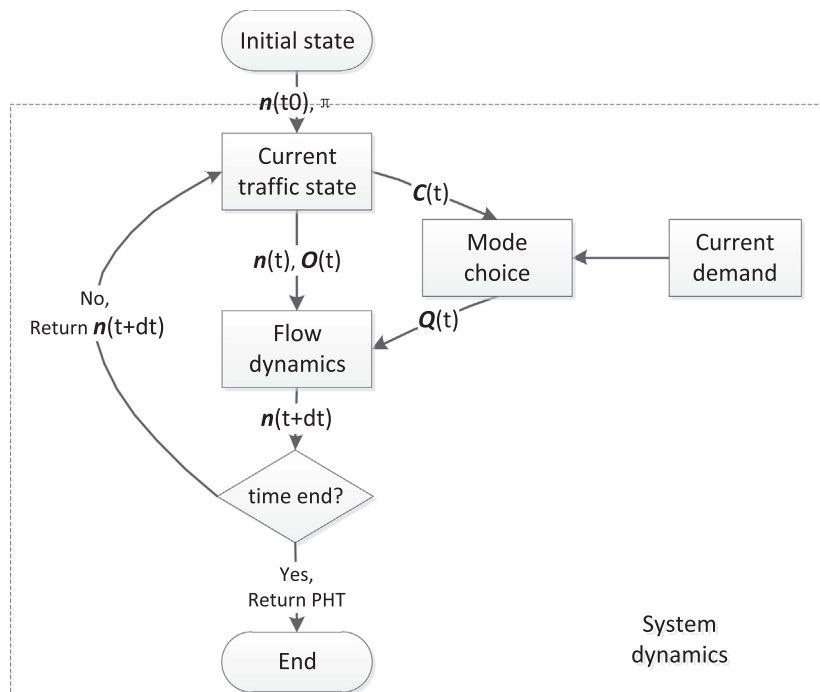 Initial state
n(t0), π
Current
traffic state
C(t)
Mode
choice
Current
demand
n(t), O(t)
Q(t)
No,
Return n(t+dt)
Flow
dynamics
n(t+dt)
time end?
Yes,
Return PHT
End
System
dynamics